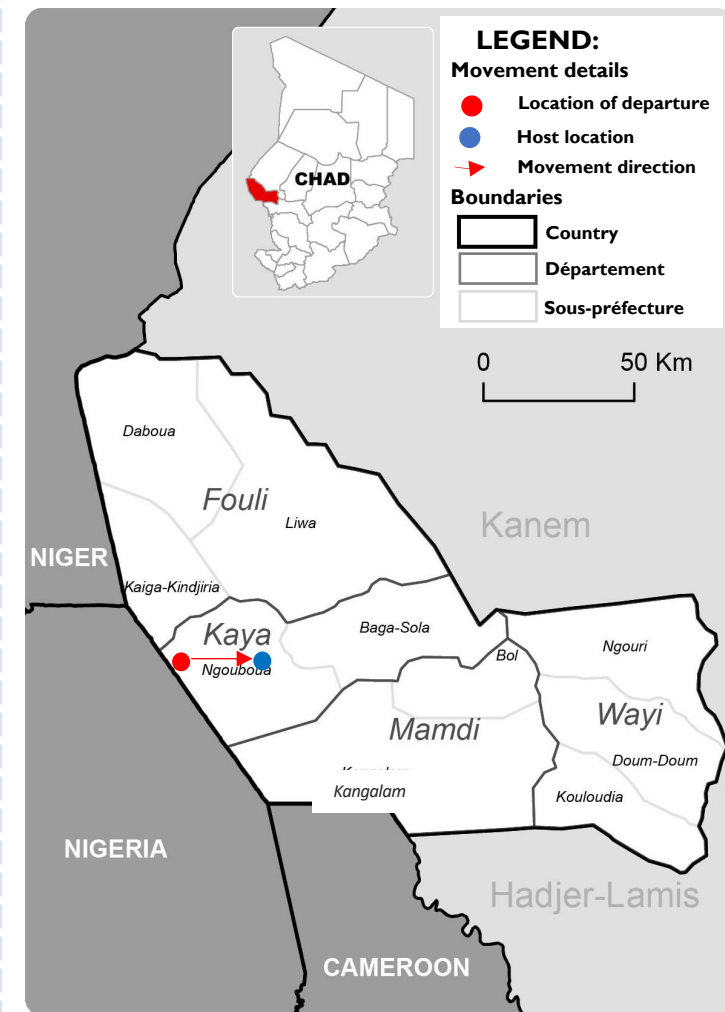 LEGEND:
Movement details
Location of departure
Host location
Movement direction
Boundaries
Country
Département
Sous-préfecture
CHAD
0 50 Km
Daboua
Fouli
Liwa
Kanem
NIGER
Kaiga-Kindjiria
Kaya
Baga-Sola
Ngouri
Bol
Ngouboua
Wayi
Mamdi
Doum-Doum
Kangalam
Kouloudia
NIGERIA
Hadjer-Lamis
CAMEROON